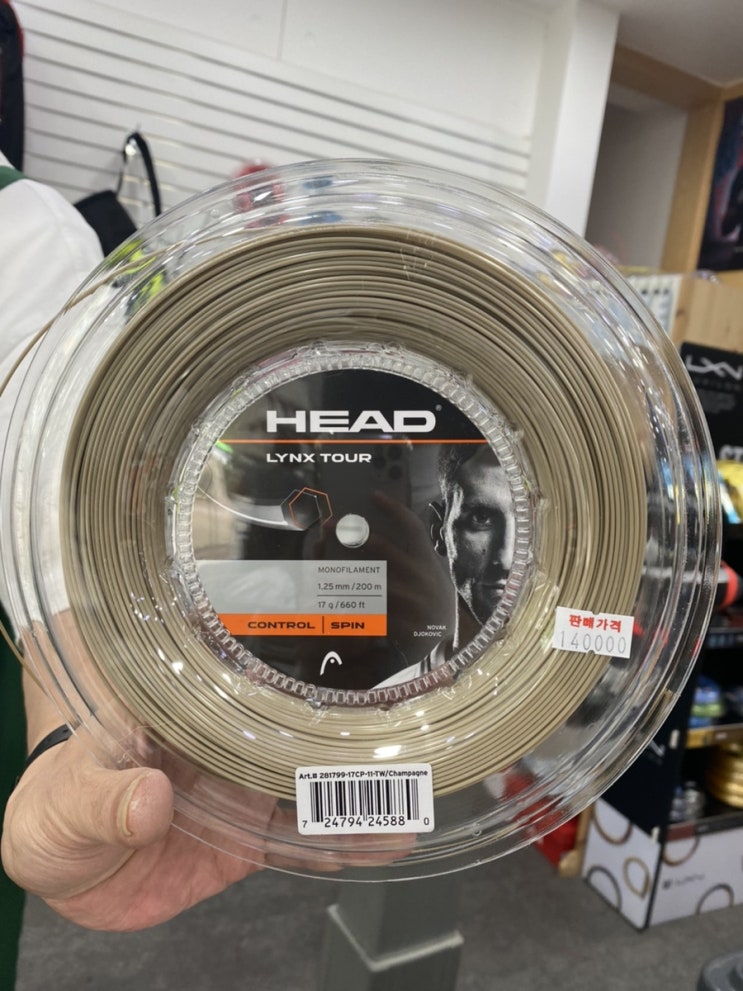 HEAD
LYNX TOUR
MONOFILAMENT
1.25 mm / 200 m
17 g / 660 ft
CONTROL | SPIN
NOVAK
DJOKOVIC
판매가격
140000
Art.# 281799-17CP-11-TW/Champagne
7 24794 24588 0
LXN